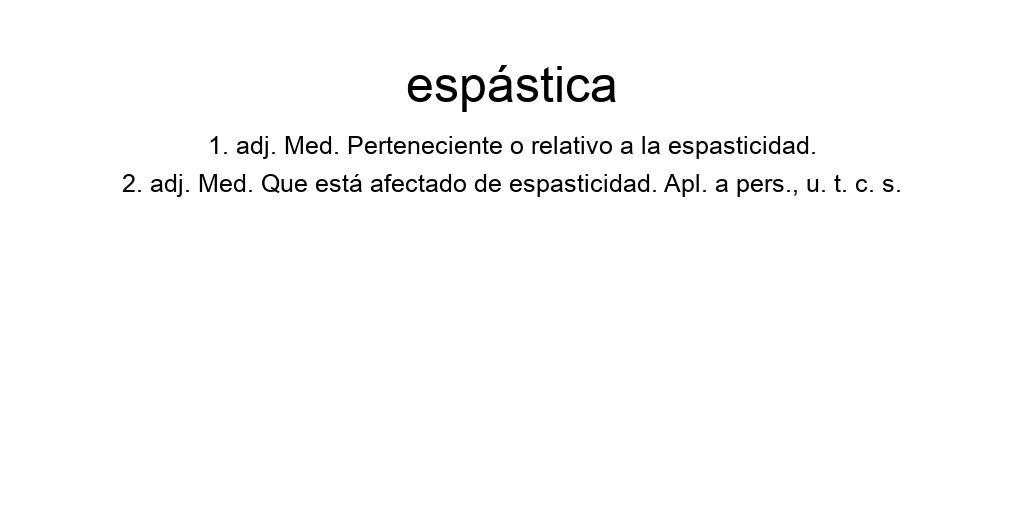 espástica
1. adj. Med. Perteneciente o relativo a la espasticidad.
2. adj. Med. Que está afectado de espasticidad. Apl. a pers., u. t. c. s.